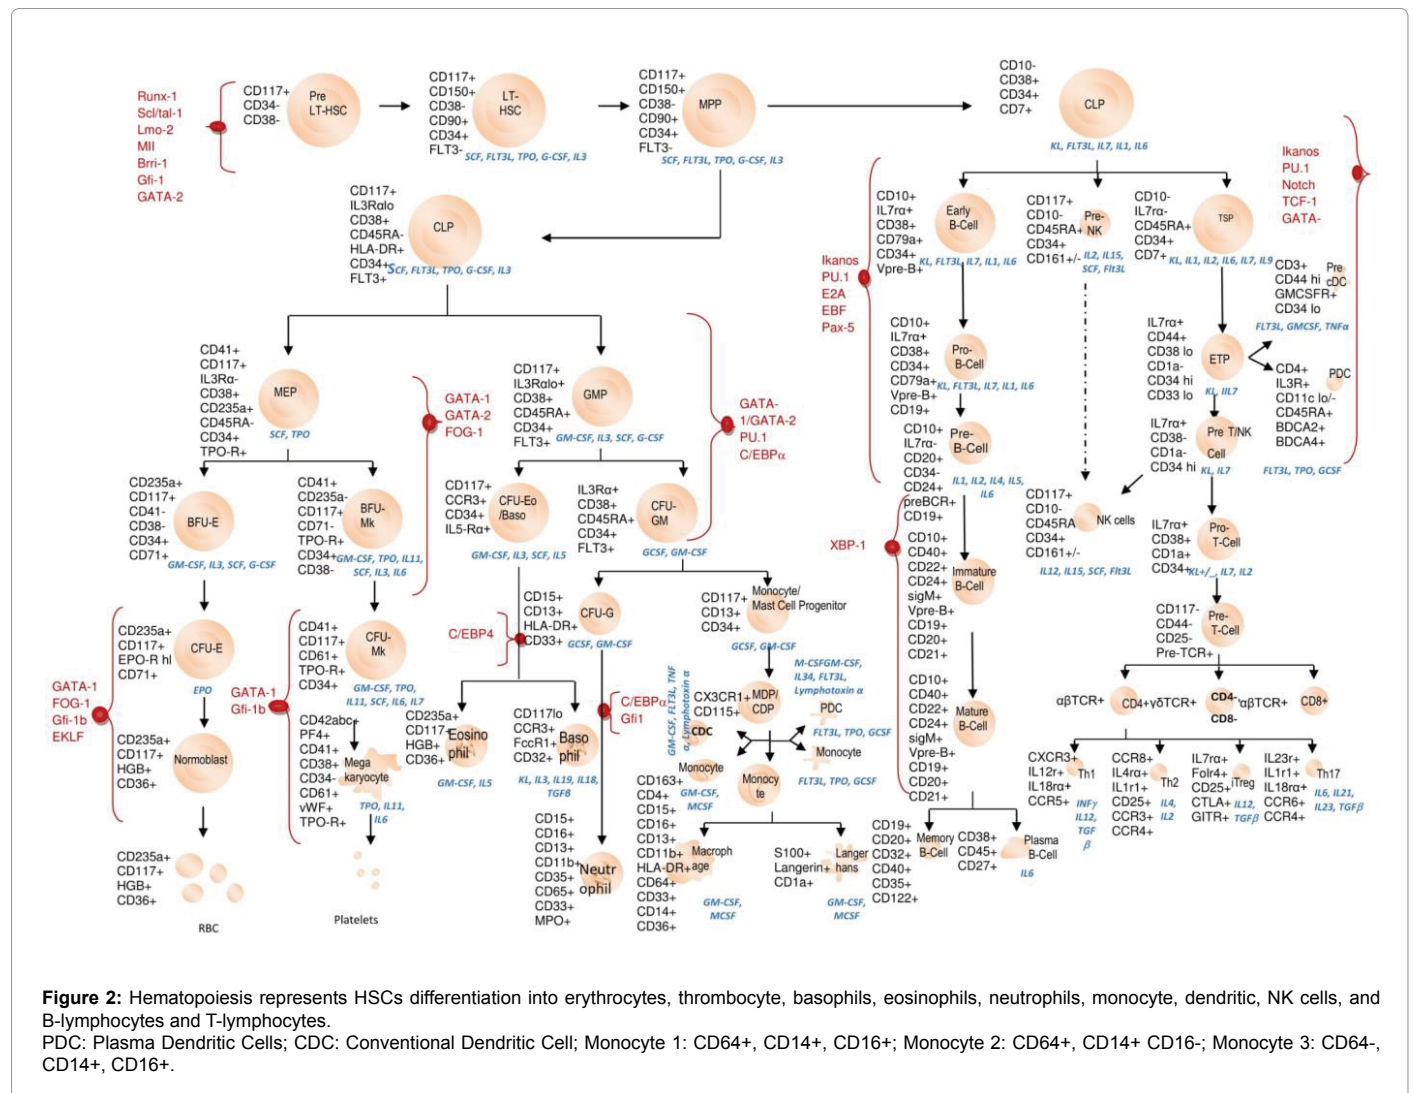 Runx-1
Scl/tal-1
Lmo-2
MII
Brri-1
Gfi-1
GATA-2
CD117+
CD34-
CD38-
Pre
LT-HSC
CD117+
CD150+
CD38-
CD90+
CD34+
FLT3-
LT-
HSC
SCF, FLT3L, TPO, G-CSF, IL3
CD117+
CD150+
CD38-
CD90+
CD34+
FLT3-
MPP
SCF, FLT3L, TPO, G-CSF, IL3
CD10-
CD38+
CD34+
CD7+
CLP
KL, FLT3L, IL7, IL1, IL6
CD117+
IL3Rαlo
CD38+
CD45RA-
HLA-DR+
CD34+
FLT3+
CLP
SCF, FLT3L, TPO, G-CSF, IL3
Ikanos
PU.1
E2A
EBF
Pax-5
CD10+
IL7rα+
CD38+
CD79a+
CD34+
Vpre-B+
Early
B-Cell
KL, FLT3L, IL7, IL1, IL6
CD117+
CD10-
CD45RA+
CD34+
CD161+/-
Pre-
NK
IL2, IL15,
SCF, Flt3L
CD10-
IL7rα-
CD45RA+
CD34+
CD7+
TSP
KL, IL1, IL2, IL6, IL7, IL9
Ikanos
PU.1
Notch
TCF-1
GATA-
CD3+
CD44 hi
GMCSFR+
CD34 lo
Pre
cDC
FLT3L, GMCSF, TNFα
CD41+
CD117+
IL3Rα-
CD38+
CD235a+
CD45RA-
CD34+
TPO-R+
MEP
SCF, TPO
GATA-1
GATA-2
FOG-1
CD117+
IL3Rαlo+
CD38+
CD45RA+
CD34+
FLT3+
GMP
GM-CSF, IL3, SCF, G-CSF
GATA-
1/GATA-2
PU.1
C/EBPα
CD10+
IL7rα+
CD38+
CD34+
CD79a+
Vpre-B+
CD19+
Pro-
B-Cell
KL, FLT3L, IL7, IL1, IL6
IL7rα+
CD44+
CD38 lo
CD1a-
CD34 hi
CD33 lo
ETP
KL, IIL7
CD4+
IL3R+
CD11c lo/-
CD45RA+
BDCA2+
BDCA4+
PDC
FLT3L, TPO, GCSF
CD10+
IL7rα-
CD20+
CD34-
CD24+
preBCR+
CD19+
Pre-
B-Cell
IL1, IL2, IL4, IL5,
IL6
IL7rα+
CD38-
CD1a-
CD34 hi
Pre T/NK
Cell
KL, IL7
CD235a+
CD117+
CD41-
CD38-
CD34+
CD71+
BFU-E
GM-CSF, IL3, SCF, G-CSF
CD41+
CD235a-
CD117+
CD71-
TPO-R+
CD34+
CD38-
BFU-
Mk
GM-CSF, TPO, IL11,
SCF, IL3, IL6
CD117+
CCR3+
CD34+
IL5-Rα+
CFU-Eo
/Baso
GM-CSF, IL3, SCF, IL5
IL3Rα+
CD38+
CD45RA+
CD34+
FLT3+
CFU-
GM
GCSF, GM-CSF
XBP-1
CD10+
CD40+
CD22+
CD24+
sigM+
Vpre-B+
CD19+
CD20+
CD21+
Immature
B-Cell
CD117+
CD10-
CD45RA
CD34+
CD161+/-
NK cells
IL12, IL15, SCF, Flt3L
IL7rα+
CD38+
CD1a+
CD34+
Pro-
T-Cell
KL+/_, IL7, IL2
GATA-1
FOG-1
Gfi-1b
EKLF
CD235a+
CD117+
EPO-R hl
CD71+
CFU-E
EPO
GATA-1
Gfi-1b
CD41+
CD117+
CD61+
TPO-R+
CD34+
CFU-
Mk
GM-CSF, TPO,
IL11, SCF, IL6, IL7
C/EBP4
CD15+
CD13+
HLA-DR+
CD33+
CFU-G
GCSF, GM-CSF
CD117+
CD13+
CD34+
Monocyte/
Mast Cell Progenitor
GCSF, GM-CSF
CD117-
CD44-
CD25-
Pre-TCR+
Pre-
T-Cell
CD235a+
CD117+
HGB+
CD36+
Normoblast
CD42abc+
PF4+
CD41+
CD38+
CD34-
CD61+
vWF+
TPO-R+
Mega
karyocyte
TPO, IL11,
IL6
CD235a+
CD117+
HGB+
CD36+
Eosino
phil
GM-CSF, IL5
CD117lo
CCR3+
FccR1+
CD32+
Baso
phil
KL, IL3, IL19, IL18,
TGFβ
C/EBPα
Gfi1
GM-CSF, FLT3L, TNF
α, Lymphotoxin α
CX3CR1+
CD115+
MDP/
CDP
M-CSFGM-CSF,
IL34, FLT3L,
Lymphotoxin α
CDC
PDC
FLT3L, TPO, GCSF
Monocyte
GM-CSF,
MCSF
Monocy
te
Monocyte
FLT3L, TPO, GCSF
CD10+
CD40+
CD22+
CD24+
sigM+
Vpre-B+
CD19+
CD20+
CD21+
Mature
B-Cell
αβTCR+
CD4+
γδTCR+
CD4-
CD8-
αβTCR+
CD8+
CXCR3+
IL12r+
IL18rα+
CCR5+
Th1
INFγ
IL12,
TGF
β
CCR8+
IL4rα+
IL1r1+
CD25+
CCR3+
CCR4+
Th2
IL4,
IL2
IL7rα+
Folr4+
CD25+
CTLA+
GITR+
iTreg
IL12,
TGFβ
IL23r+
IL1r1+
IL18rα+
CCR6+
CCR4+
Th17
IL6, IL21,
IL23, TGFβ
CD235a+
CD117+
HGB+
CD36+
RBC
Platelets
CD15+
CD16+
CD13+
CD11b+
CD35+
CD65+
CD33+
MPO+
Neutr
ophil
CD163+
CD4+
CD15+
CD16+
CD13+
CD11b+
HLA-DR+
CD64+
CD33+
CD14+
CD36+
Macroph
age
GM-CSF,
MCSF
S100+
Langerin+
CD1a+
Langer
hans
GM-CSF,
MCSF
CD19+
CD20+
CD32+
CD40+
CD35+
CD122+
Memory
B-Cell
CD38+
CD45+
CD27+
Plasma
B-Cell
IL6
Figure 2: Hematopoiesis represents HSCs differentiation into erythrocytes, thrombocyte, basophils, eosinophils, neutrophils, monocyte, dendritic, NK cells, and
B-lymphocytes and T-lymphocytes.
PDC: Plasma Dendritic Cells; CDC: Conventional Dendritic Cell; Monocyte 1: CD64+, CD14+, CD16+; Monocyte 2: CD64+, CD14+ CD16-; Monocyte 3: CD64-,
CD14+, CD16+.